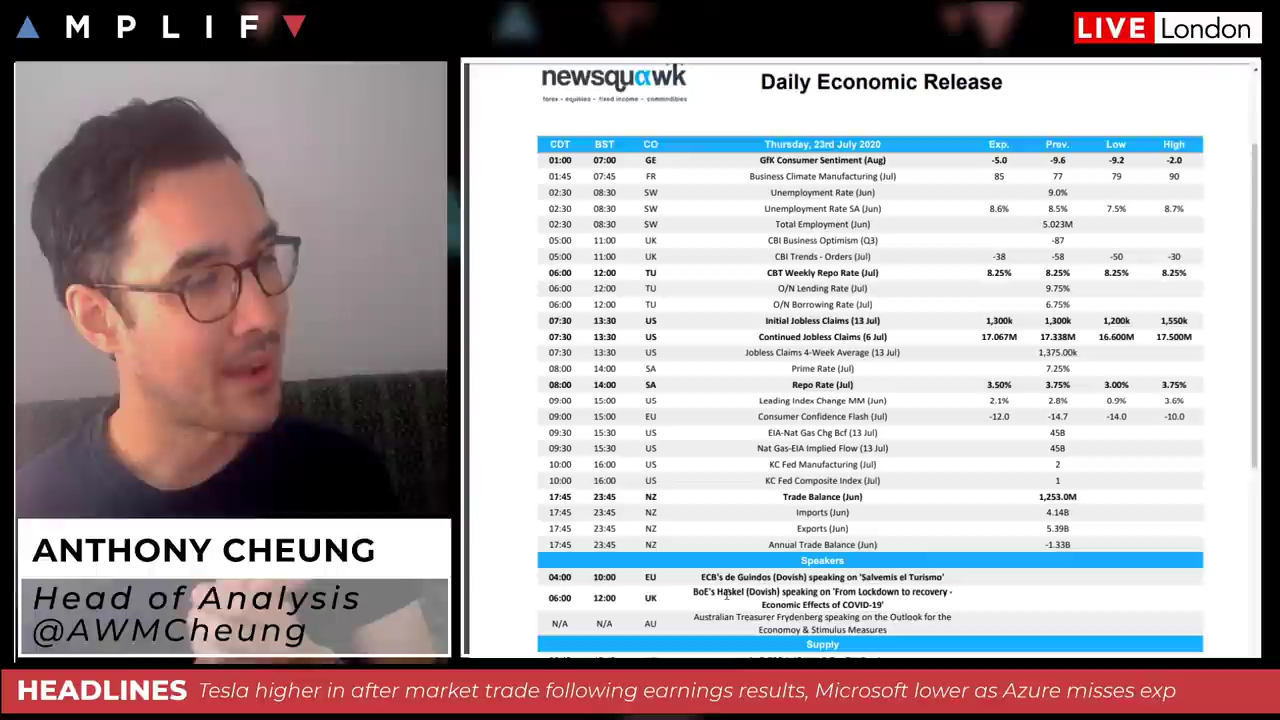 AMPLIFY
LIVE London
newsquawk
forex - equities - fixed income - commodities
Daily Economic Release
CDT BST CO Thursday, 23rd July 2020 Exp. Prev. Low High
01:00 07:00 GE GfK Consumer Sentiment (Aug) -5.0 -9.6 -9.2 -2.0
01:45 07:45 FR Business Climate Manufacturing (Jul) 85 77 79 90
02:30 08:30 SW Unemployment Rate (Jun) 9.0%
02:30 08:30 SW Unemployment Rate SA (Jun) 8.6% 8.5% 7.5% 8.7%
02:30 08:30 SW Total Employment (Jun) 5.023M
05:00 11:00 UK CBI Business Optimism (Q3) -87
05:00 11:00 UK CBI Trends - Orders (Jul) -38 -58 -50 -30
06:00 12:00 TU CBT Weekly Repo Rate (Jul) 8.25% 8.25% 8.25% 8.25%
06:00 12:00 TU O/N Lending Rate (Jul) 9.75%
06:00 12:00 TU O/N Borrowing Rate (Jul) 6.75%
07:30 13:30 US Initial Jobless Claims (13 Jul) 1,300k 1,300k 1,200k 1,550k
07:30 13:30 US Continued Jobless Claims (6 Jul) 17.067M 17.338M 16.600M 17.500M
07:30 13:30 US Jobless Claims 4-Week Average (13 Jul) 1,375.00k
08:00 14:00 SA Prime Rate (Jul) 7.25%
08:00 14:00 SA Repo Rate (Jul) 3.50% 3.75% 3.00% 3.75%
09:00 15:00 US Leading Index Change MM (Jun) 2.1% 2.8% 0.9% 3.6%
09:00 15:00 EU Consumer Confidence Flash (Jul) -12.0 -14.7 -14.0 -10.0
09:30 15:30 US EIA-Nat Gas Chg Bcf (13 Jul) 45B
09:30 15:30 US Nat Gas-EIA Implied Flow (13 Jul) 45B
10:00 16:00 US KC Fed Manufacturing (Jul) 2
10:00 16:00 US KC Fed Composite Index (Jul) 1
17:45 23:45 NZ Trade Balance (Jun) 1,253.0M
17:45 23:45 NZ Imports (Jun) 4.14B
17:45 23:45 NZ Exports (Jun) 5.39B
17:45 23:45 NZ Annual Trade Balance (Jun) -1.33B
Speakers
04:00 10:00 EU ECB's de Guindos (Dovish) speaking on 'Salvemis el Turismo'
06:00 12:00 UK BoE's Haskel (Dovish) speaking on 'From Lockdown to recovery -
Economic Effects of COVID-19'
N/A N/A AU Australian Treasurer Frydenberg speaking on the Outlook for the
Economoy & Stimulus Measures
Supply
ANTHONY CHEUNG
Head of Analysis
@AWMCheung
HEADLINES Tesla higher in after market trade following earnings results, Microsoft lower as Azure misses exp